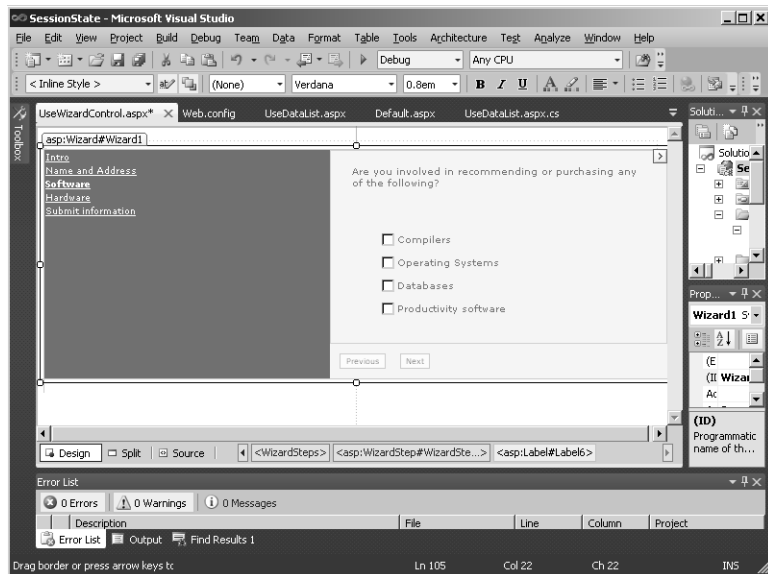 SessionState - Microsoft Visual Studio
File Edit View Project Build Debug Team Data Format Table Tools Architecture Test Analyze Window Help
Debug Any CPU
< Inline Style > (None) Verdana 0.8em B I U A
Toolbox
UseWizardControl.aspx* Web.config UseDataList.aspx Default.aspx UseDataList.aspx.cs
asp:Wizard#Wizard1
Intro
Name and Address
Software
Hardware
Submit information
Are you involved in recommending or purchasing any
of the following?
Compilers
Operating Systems
Databases
Productivity software
Previous Next
Design Split Source <WizardSteps> <asp:WizardStep#WizardSte...> <asp:Label#Label6>
Soluti...
Solutio
Se
Prop...
Wizard1 S
(E
(II Wizar
Ac
(ID)
Programmatic
name of th...
Error List
0 Errors 0 Warnings 0 Messages
Description File Line Column Project
Error List Output Find Results 1
Drag border or press arrow keys to Ln 105 Col 22 Ch 22 INS